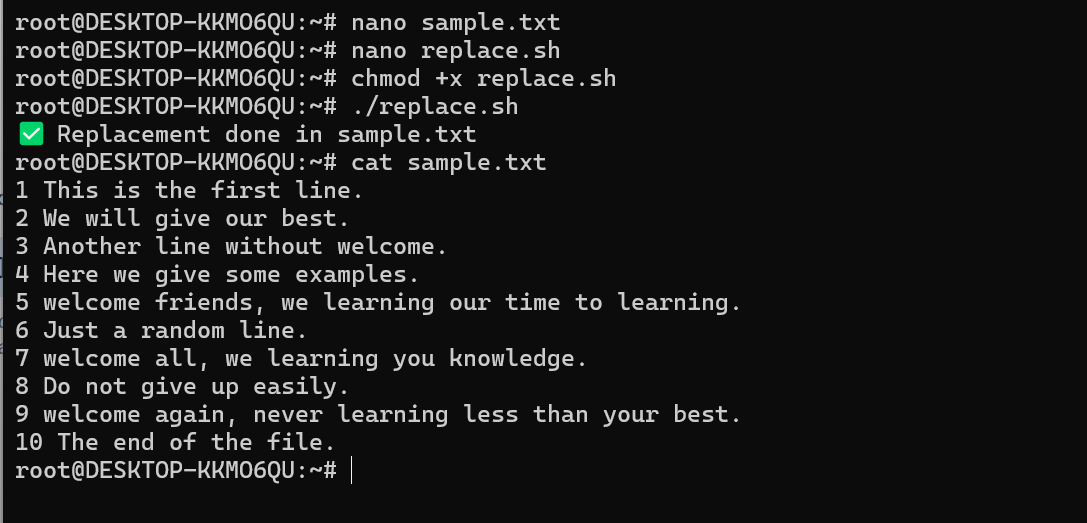 root@DESKTOP-KKMO6QU:~# nano sample.txt
root@DESKTOP-KKMO6QU:~# nano replace.sh
root@DESKTOP-KKMO6QU:~# chmod +x replace.sh
root@DESKTOP-KKMO6QU:~# ./replace.sh
✅ Replacement done in sample.txt
root@DESKTOP-KKMO6QU:~# cat sample.txt
1 This is the first line.
2 We will give our best.
3 Another line without welcome.
4 Here we give some examples.
5 welcome friends, we learning our time to learning.
6 Just a random line.
7 welcome all, we learning you knowledge.
8 Do not give up easily.
9 welcome again, never learning less than your best.
10 The end of the file.
root@DESKTOP-KKMO6QU:~#